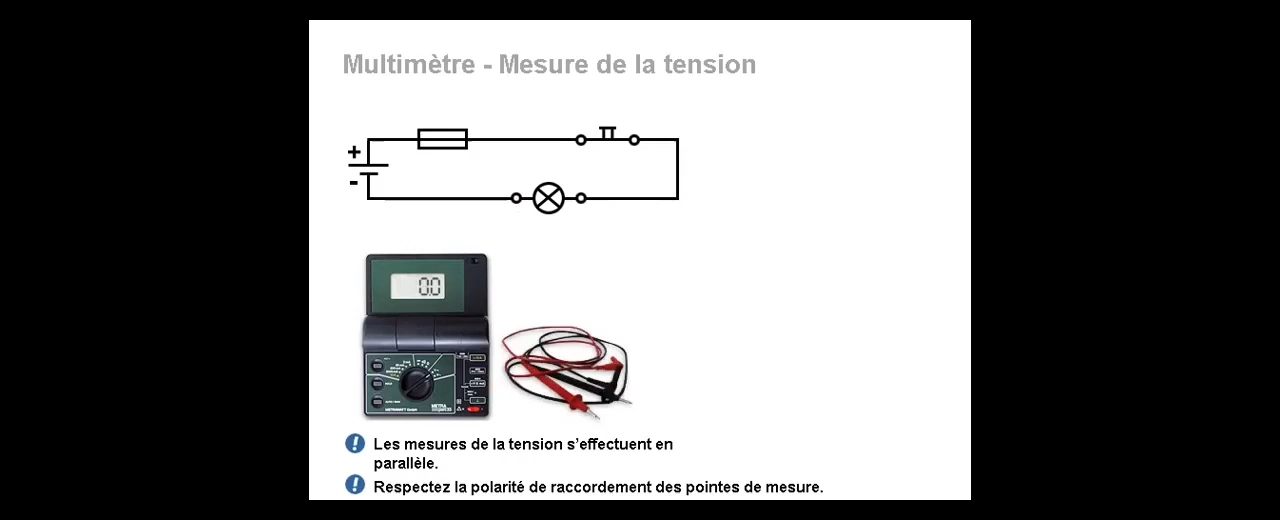 Multimètre - Mesure de la tension
+
-
0.0
METRA
Les mesures de la tension s'effectuent en
parallèle.
Respectez la polarité de raccordement des pointes de mesure.